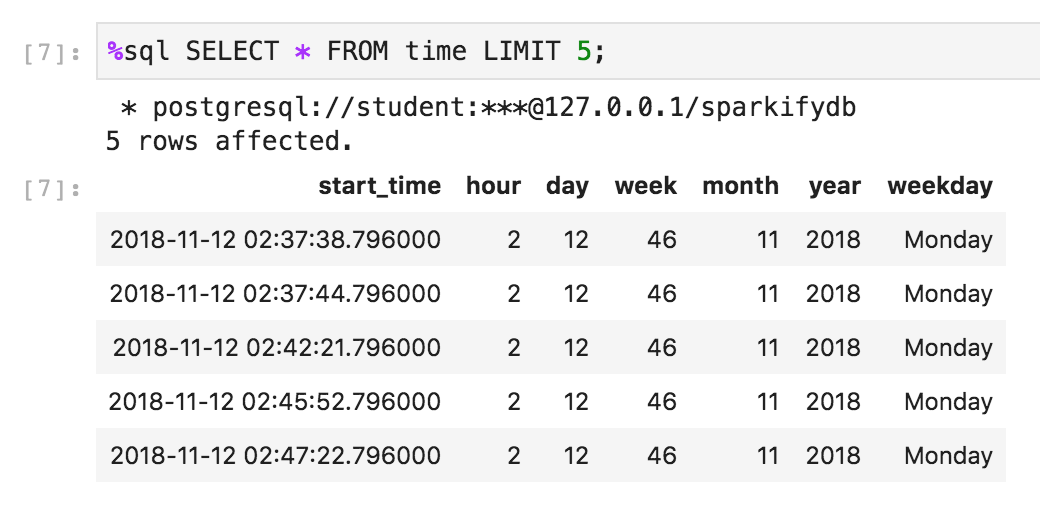 [7]: %sql SELECT * FROM time LIMIT 5;
* postgresql://student:***@127.0.0.1/sparkifydb
5 rows affected.
[7]: start_time hour day week month year weekday
2018-11-12 02:37:38.796000 2 12 46 11 2018 Monday
2018-11-12 02:37:44.796000 2 12 46 11 2018 Monday
2018-11-12 02:42:21.796000 2 12 46 11 2018 Monday
2018-11-12 02:45:52.796000 2 12 46 11 2018 Monday
2018-11-12 02:47:22.796000 2 12 46 11 2018 Monday